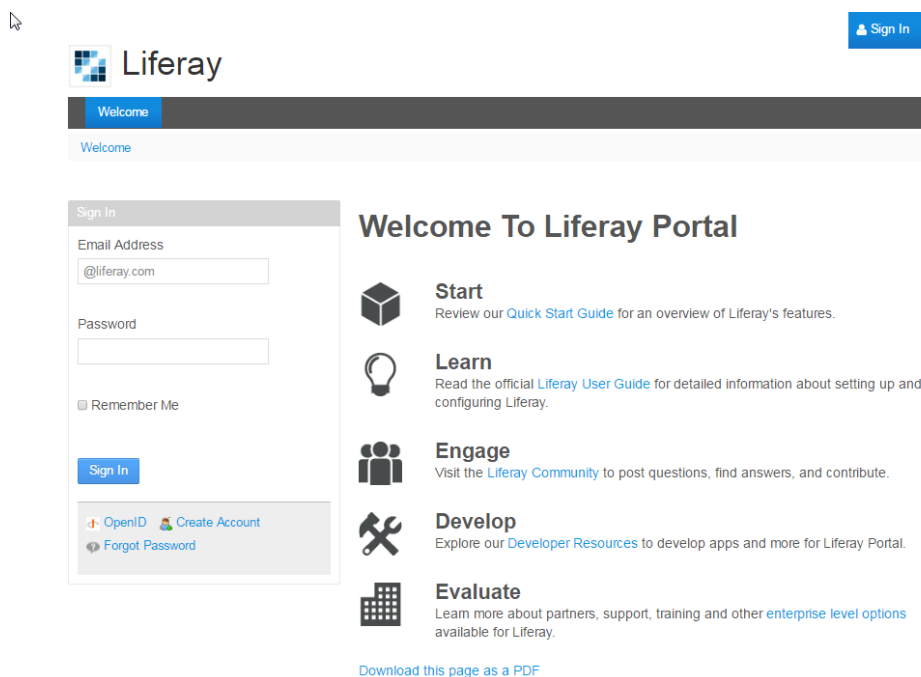 Sign In
Liferay
Welcome
Welcome
Sign In
Email Address
@liferay.com
Password
Remember Me
Sign In
OpenID Create Account
Forgot Password
Welcome To Liferay Portal
Start
Review our Quick Start Guide for an overview of Liferay's features.
Learn
Read the official Liferay User Guide for detailed information about setting up and
configuring Liferay.
Engage
Visit the Liferay Community to post questions, find answers, and contribute.
Develop
Explore our Developer Resources to develop apps and more for Liferay Portal.
Evaluate
Learn more about partners, support, training and other enterprise level options
available for Liferay.
Download this page as a PDF